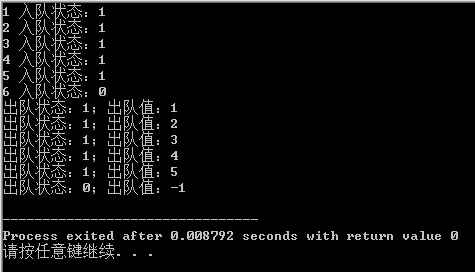 1 入队状态：1
2 入队状态：1
3 入队状态：1
4 入队状态：1
5 入队状态：1
6 入队状态：0
出队状态：1；出队值：1
出队状态：1；出队值：2
出队状态：1；出队值：3
出队状态：1；出队值：4
出队状态：1；出队值：5
出队状态：0；出队值：-1
--------------------------------
Process exited after 0.008792 seconds with return value 0
请按任意键继续. . .